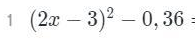 1 (2x − 3)² − 0,36 =